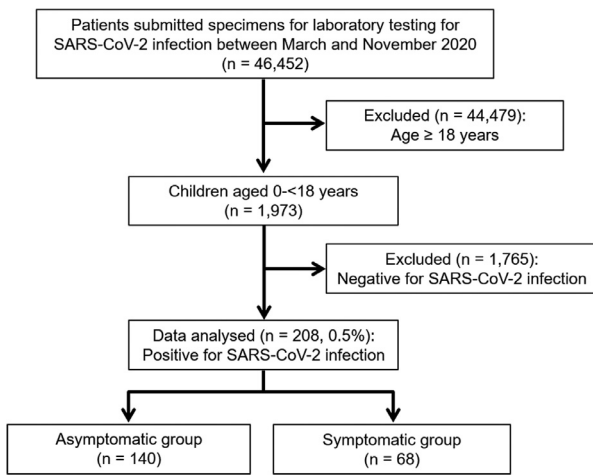 Patients submitted specimens for laboratory testing for
SARS-CoV-2 infection between March and November 2020
(n = 46,452)
Excluded (n = 44,479):
Age ≥ 18 years
Children aged 0-<18 years
(n = 1,973)
Excluded (n = 1,765):
Negative for SARS-CoV-2 infection
Data analysed (n = 208, 0.5%):
Positive for SARS-CoV-2 infection
Asymptomatic group
(n = 140)
Symptomatic group
(n = 68)